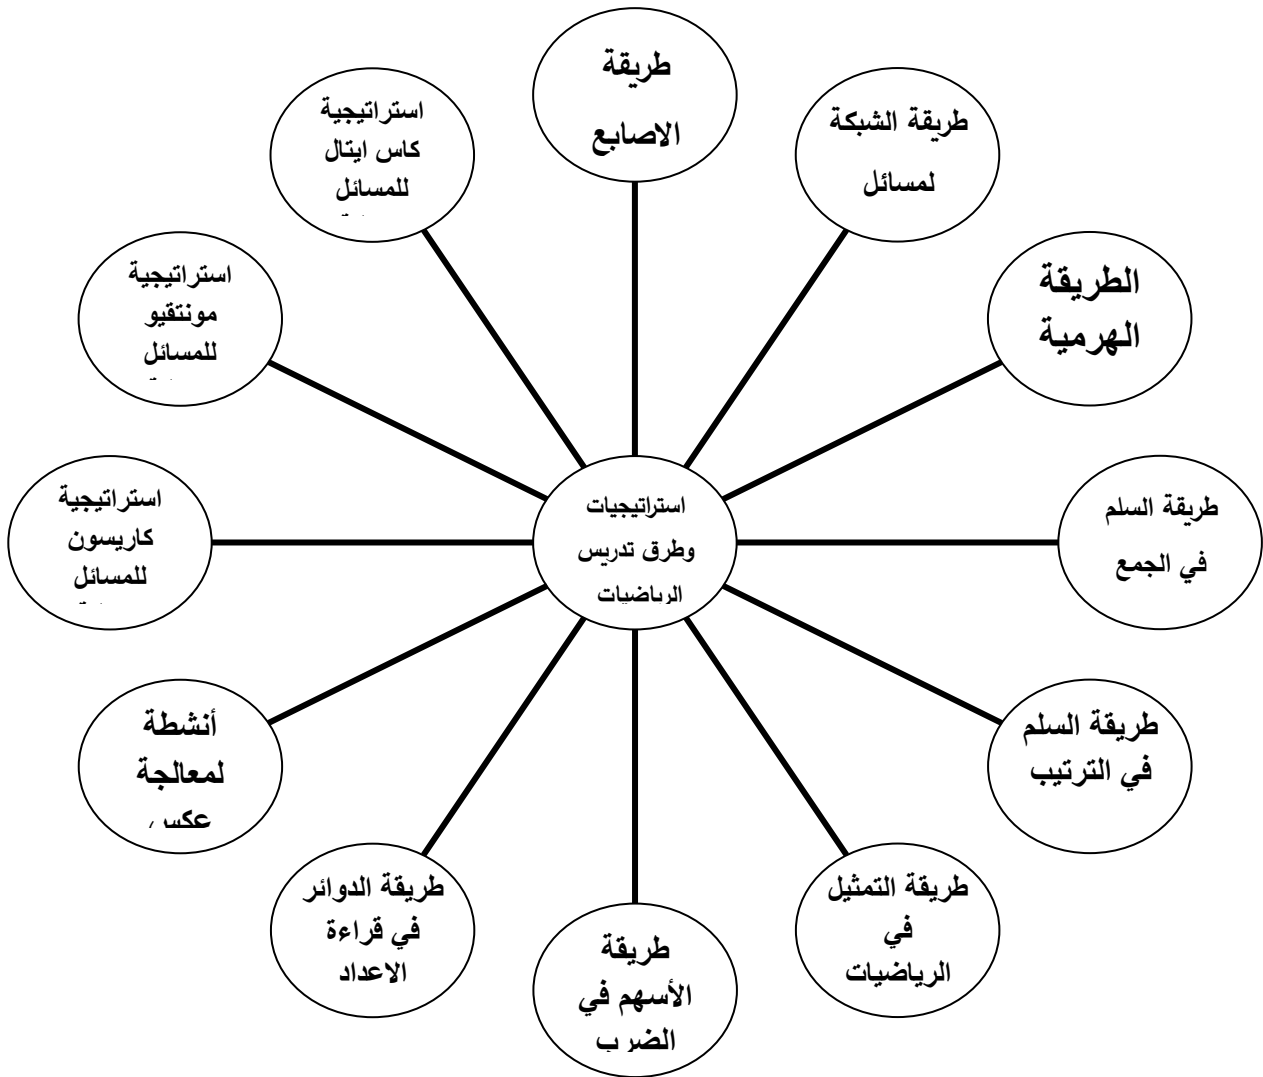 طريقة
الاصابع
طريقة الشبكة
لمسائل
الطريقة
الهرمية
طريقة السلم
في الجمع
طريقة السلم
في الترتيب
طريقة التمثيل
في
الرياضيات
طريقة
الأسهم في
الضرب
طريقة الدوائر
في قراءة
الاعداد
أنشطة
لمعالجة
عكس
استراتيجية
كاريسون
للمسائل
استراتيجية
مونتقيو
للمسائل
استراتيجية
كاس ايتال
للمسائل
استراتيجيات
وطرق تدريس
الرياضيات